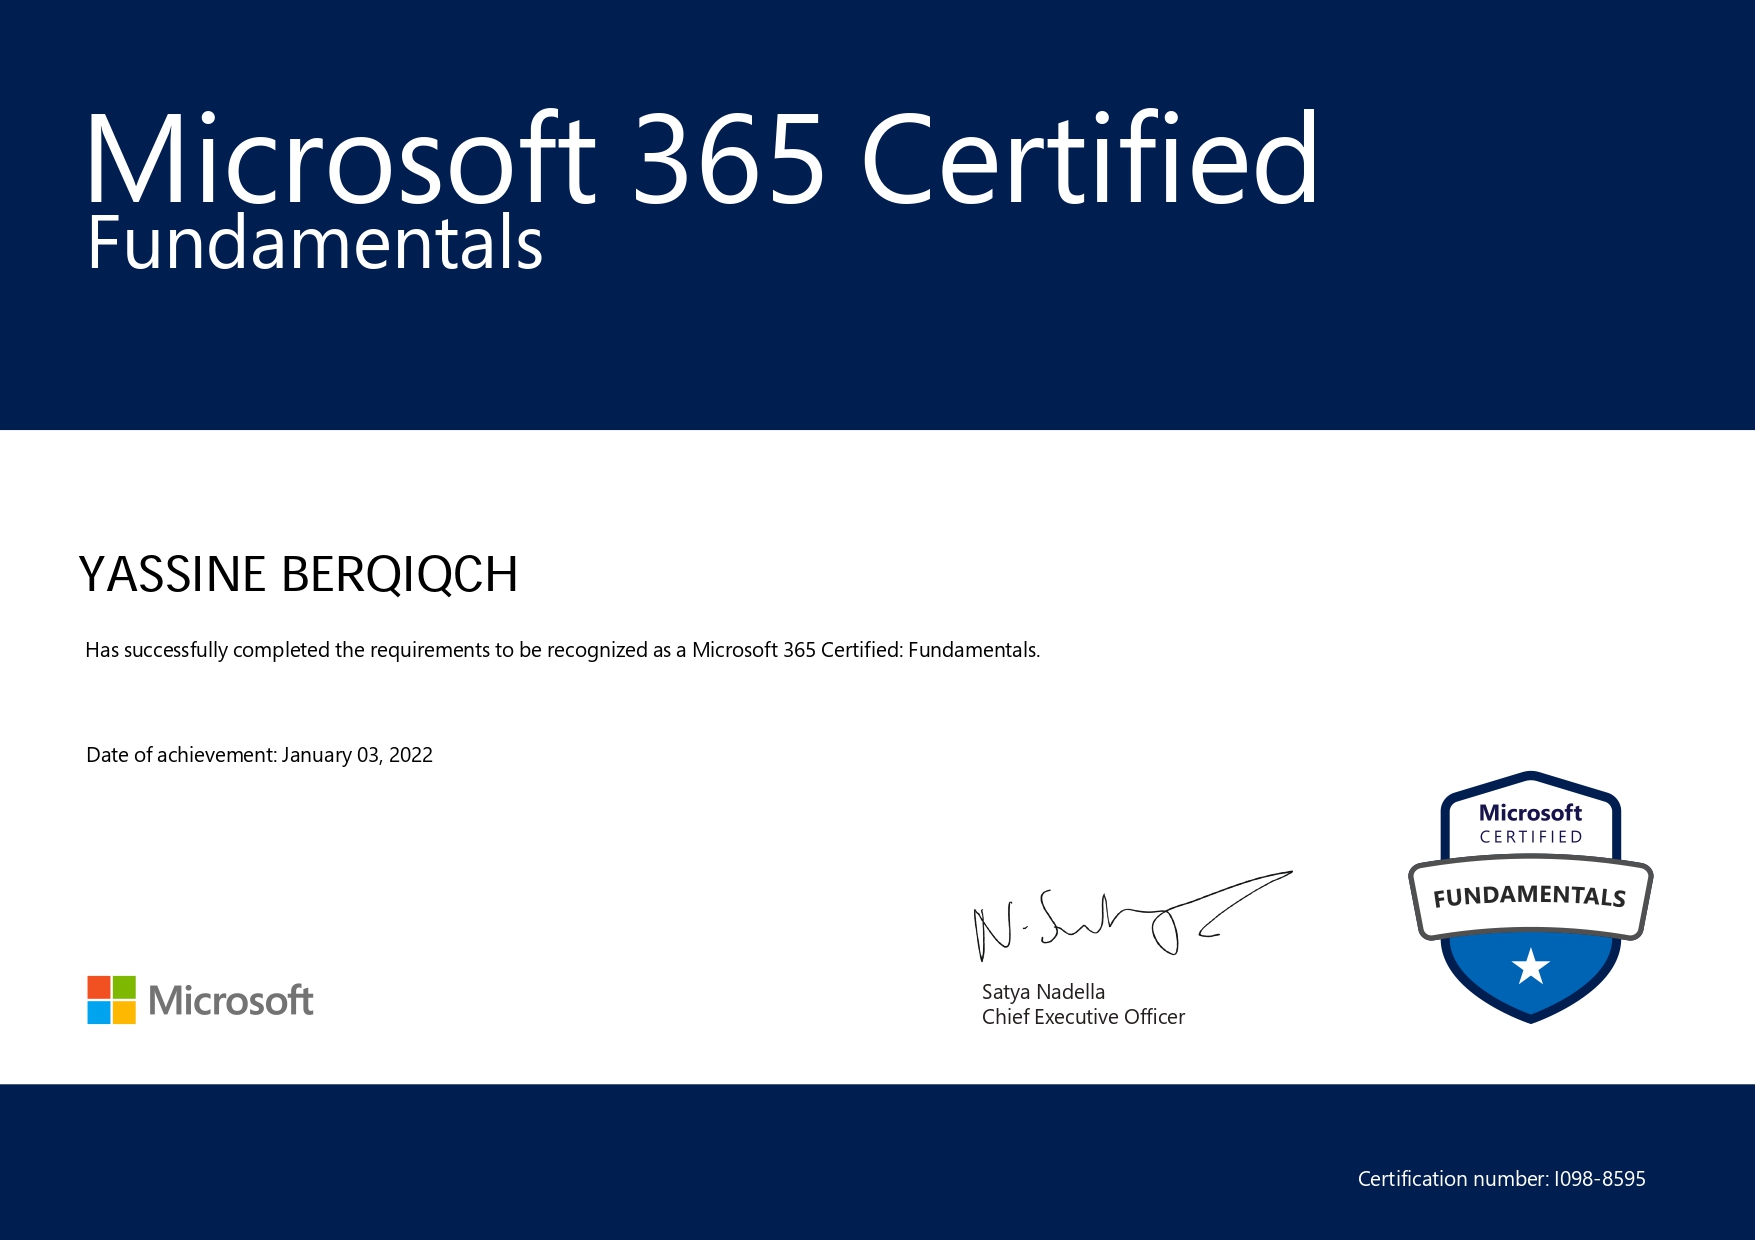 Microsoft 365 Certified
Fundamentals
YASSINE BERQIQCH
Has successfully completed the requirements to be recognized as a Microsoft 365 Certified: Fundamentals.
Date of achievement: January 03, 2022
Microsoft
CERTIFIED
FUNDAMENTALS
Microsoft
Satya Nadella
Chief Executive Officer
Certification number: I098-8595